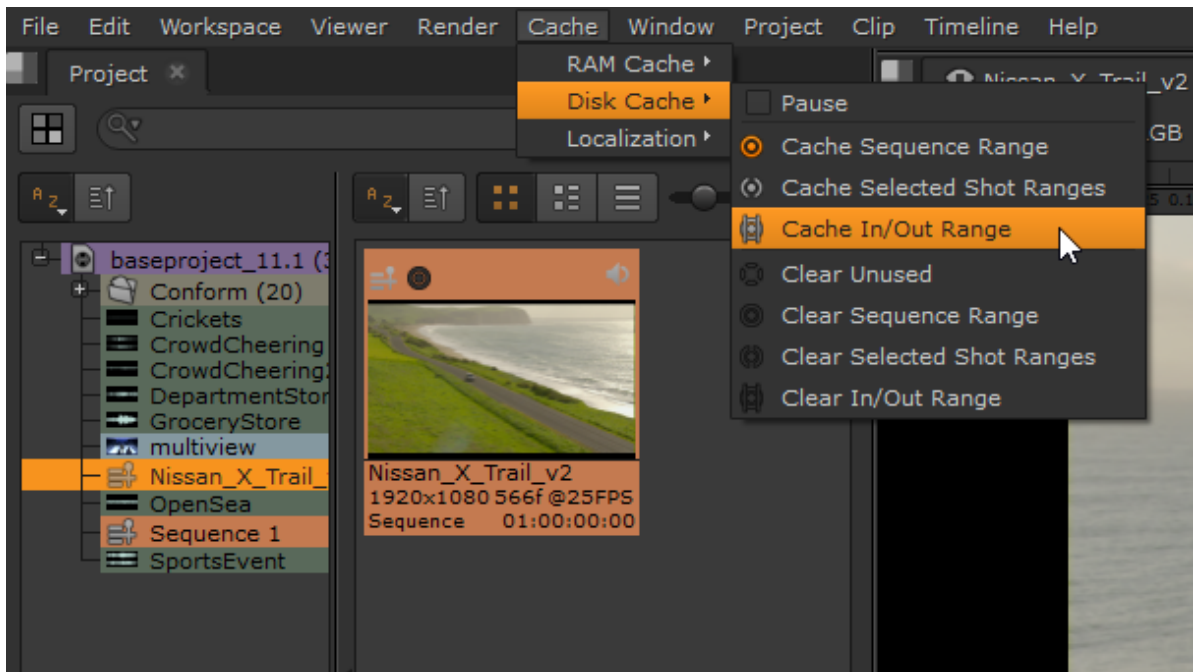 File Edit Workspace Viewer Render Cache Window Project Clip Timeline Help
Project
RAM Cache
Disk Cache
Localization
Pause
Cache Sequence Range
Cache Selected Shot Ranges
Cache In/Out Range
Clear Unused
Clear Sequence Range
Clear Selected Shot Ranges
Clear In/Out Range
Nissan_X_Trail_v2
GB
baseproject_11.1
Conform (20)
Crickets
CrowdCheering
CrowdCheering
DepartmentStor
GroceryStore
multiview
Nissan_X_Trail_
OpenSea
Sequence 1
SportsEvent
Nissan_X_Trail_v2
1920x1080 566f @25FPS
Sequence 01:00:00:00